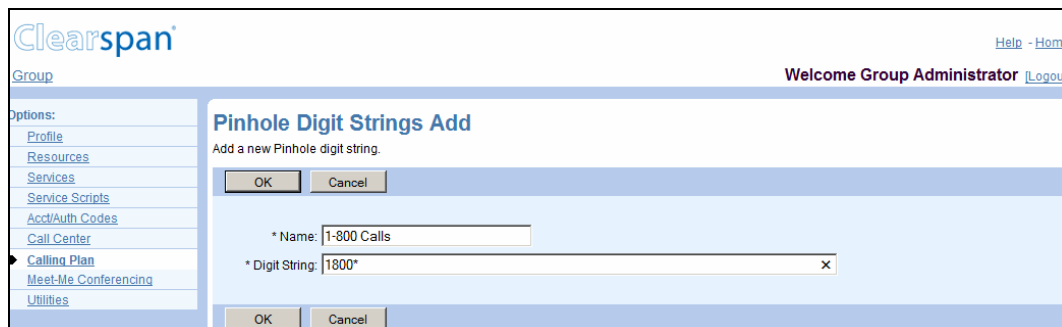 Clearspan
Help - Hom
Group
Welcome Group Administrator [Logou
Options:
Profile
Resources
Services
Service Scripts
Acct/Auth Codes
Call Center
Calling Plan
Meet-Me Conferencing
Utilities
Pinhole Digit Strings Add
Add a new Pinhole digit string.
OK Cancel
* Name: 1-800 Calls
* Digit String: 1800*
OK Cancel